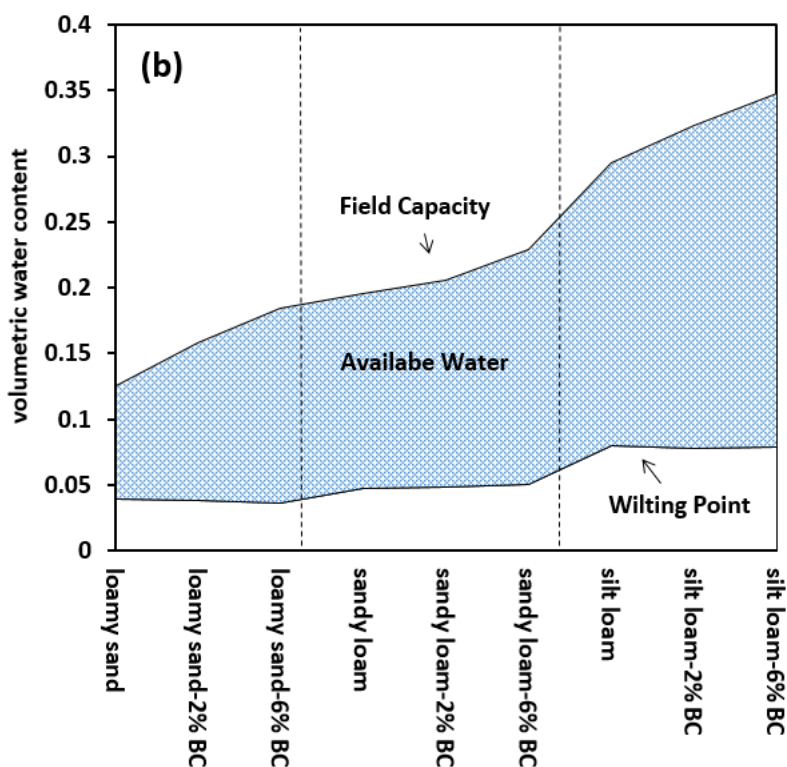 (b)
volumetric water content
0.4
0.35
0.3
0.25
0.2
0.15
0.1
0.05
0
Field Capacity
Availabe Water
Wilting Point
loamy sand
loamy sand-2% BC
loamy sand-6% BC
sandy loam
sandy loam-2% BC
sandy loam-6% BC
silt loam
silt loam-2% BC
silt loam-6% BC